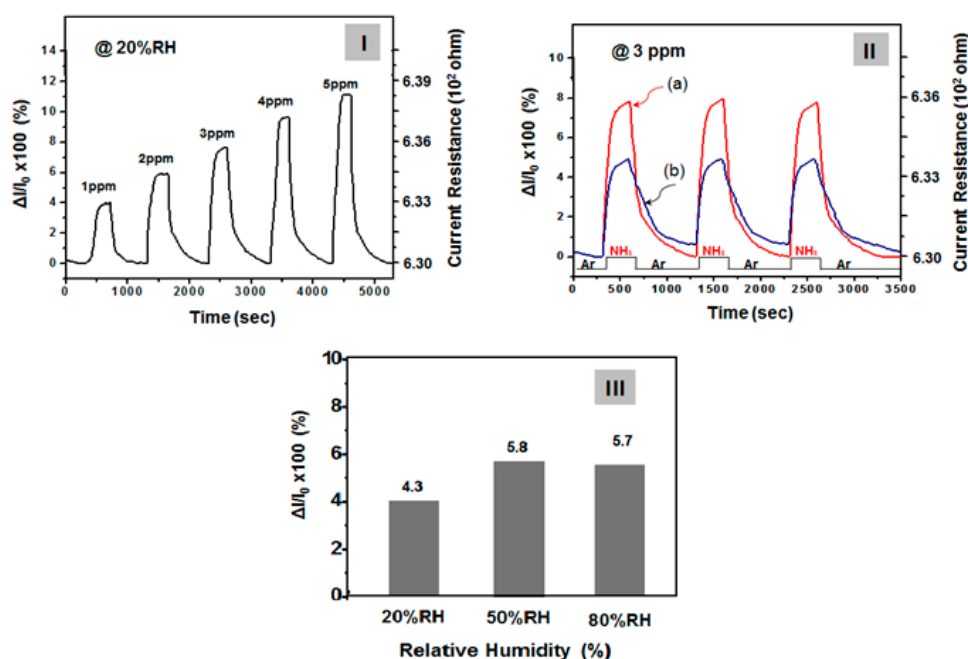 @ 20%RH
I
1ppm
2ppm
3ppm
4ppm
5ppm
14
12
10
8
6
4
2
0
ΔI/I₀ x100 (%)
6.39
6.36
6.33
6.30
Current Resistance (10² ohm)
0 1000 2000 3000 4000 5000
Time (sec)
@ 3 ppm
II
(a)
(b)
10
8
6
4
2
0
ΔI/I₀ x100 (%)
6.36
6.33
6.30
Current Resistance (10² ohm)
Ar NH₃ Ar NH₃ Ar NH₃ Ar
0 500 1000 1500 2000 2500 3000 3500
Time (sec)
III
10
8
6
4
2
0
ΔI/I₀ x100 (%)
4.3
5.8
5.7
20%RH 50%RH 80%RH
Relative Humidity (%)